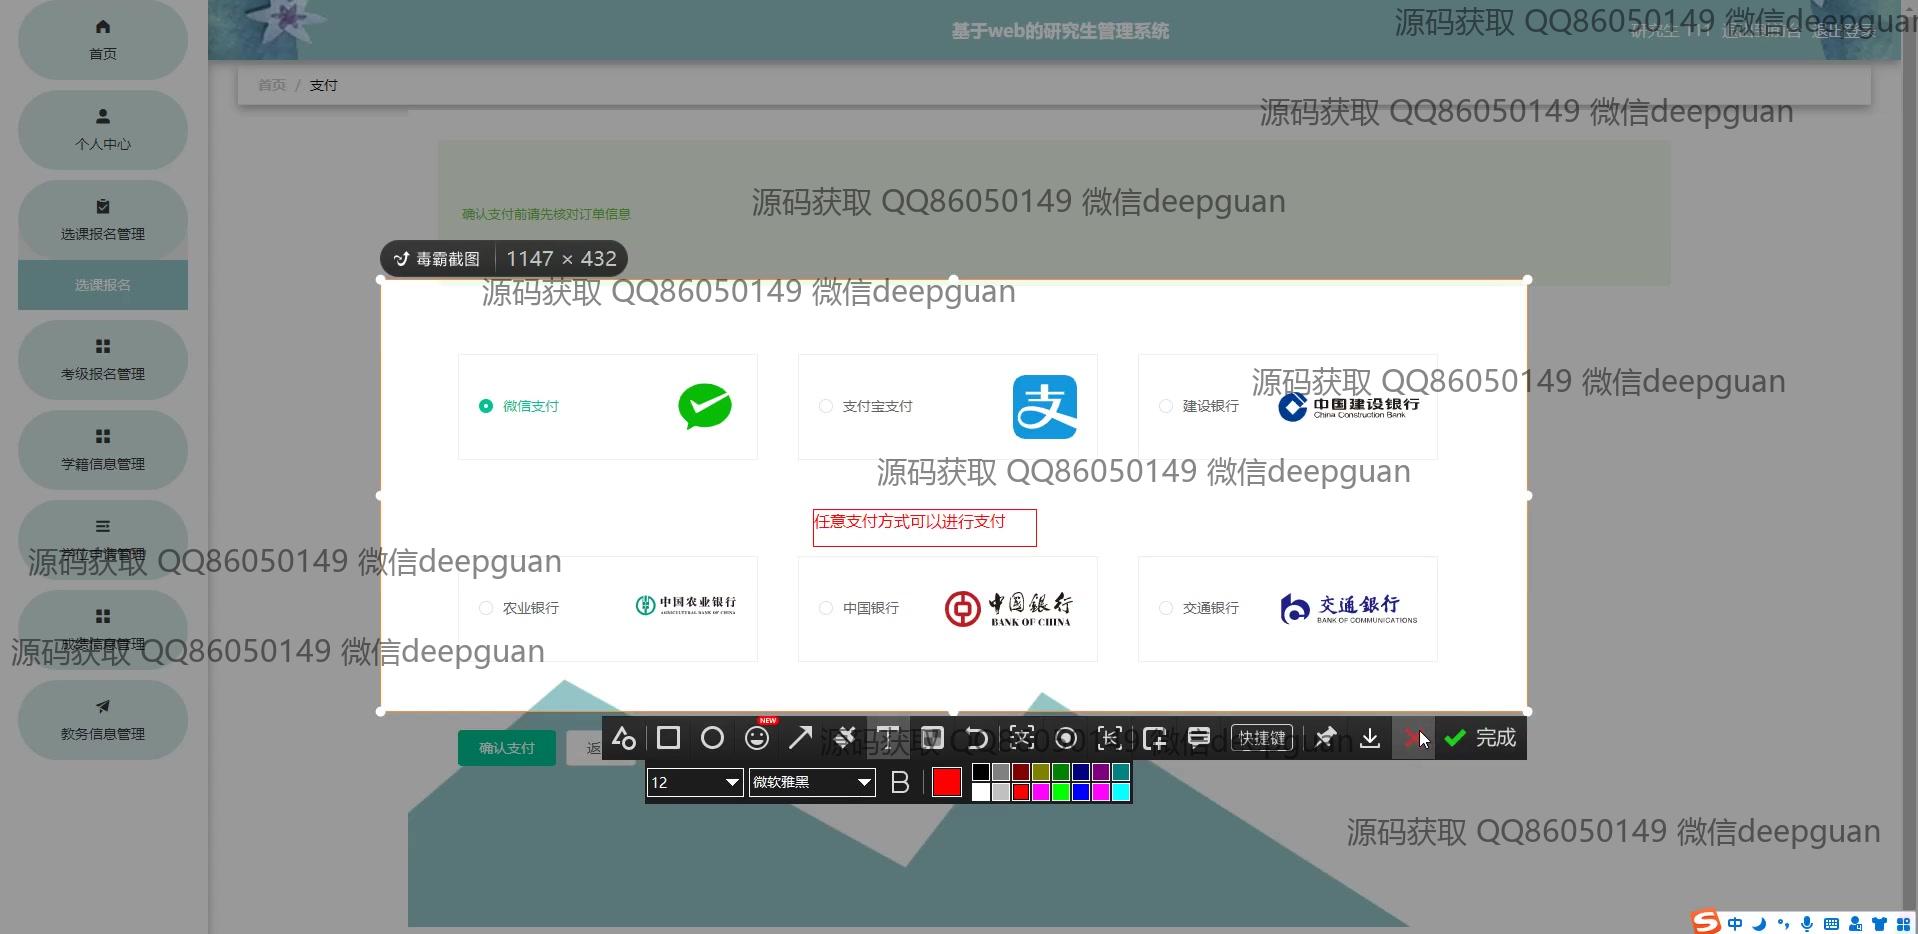 首页
个人中心
选课报名管理
选课报名
考级报名管理
学籍信息管理
成绩信息管理
教务信息管理
基于web的研究生管理系统
研究生 111
退出登录
源码获取 QQ86050149 微信deepguan
首页 / 支付
源码获取 QQ86050149 微信deepguan
源码获取 QQ86050149 微信deepguan
确认支付前请先核对订单信息
毒霸截图 1147 × 432
源码获取 QQ86050149 微信deepguan
源码获取 QQ86050149 微信deepguan
微信支付
支付宝支付
支
建设银行
中国建设银行
China Construction Bank
源码获取 QQ86050149 微信deepguan
任意支付方式可以进行支付
源码获取 QQ86050149 微信deepguan
农业银行
中国农业银行
AGRICULTURAL BANK OF CHINA
中国银行
中国银行
BANK OF CHINA
交通银行
交通银行
BANK OF COMMUNICATIONS
源码获取 QQ86050149 微信deepguan
确认支付
返
NEW
源码获取 QQ86050149 微信deepguan
快捷键
完成
12
微软雅黑
B
源码获取 QQ86050149 微信deepguan
中